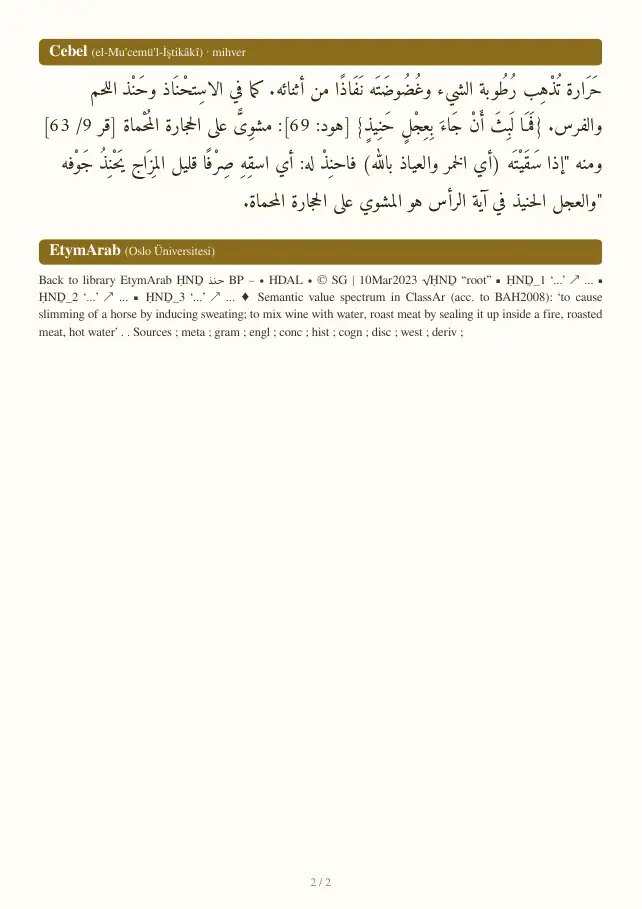 Cebel (el-Mu'cemü'l-İştikâkî) · mihver
حَرَارة تُذْهِب رُطُوبة الشيء وغُضُوضَتَه نَفَاذًا من أثنائه. كما في الاسِتحْنَاذ وحَنْذ اللحم
والفرس. {فَمَا لَبِثَ أَنْ جَاءَ بِعِجْلٍ حَنِيذٍ} [هود: 69]: مشوِىًّ على الحجارة المُحْماة [قر 9/ 63]
ومنه "إذا سَقَيْتَه (أي الخمر والعياذ بالله) فاحنِذْ له: أي اسقِهِ صِرْفًا قليل المِزَاج يَحْنِذُ جَوْفه
"والعجل الحنيذ في آية الرأس هو المشوي على الحجارة المحماة.
EtymArab (Oslo Üniversitesi)
Back to library EtymArab ḤNḎ حنذ BP – • HDAL • © SG | 10Mar2023 √ḤNḎ “root” ▪ ḤNḎ_1 ‘...’ ↗ ... ▪
ḤNḎ_2 ‘...’ ↗ ... ▪ ḤNḎ_3 ‘...’ ↗ ... ♦ Semantic value spectrum in ClassAr (acc. to BAH2008): ‘to cause
slimming of a horse by inducing sweating; to mix wine with water, roast meat by sealing it up inside a fire, roasted
meat, hot water’ . . Sources ; meta ; gram ; engl ; conc ; hist ; cogn ; disc ; west ; deriv ;
2 / 2